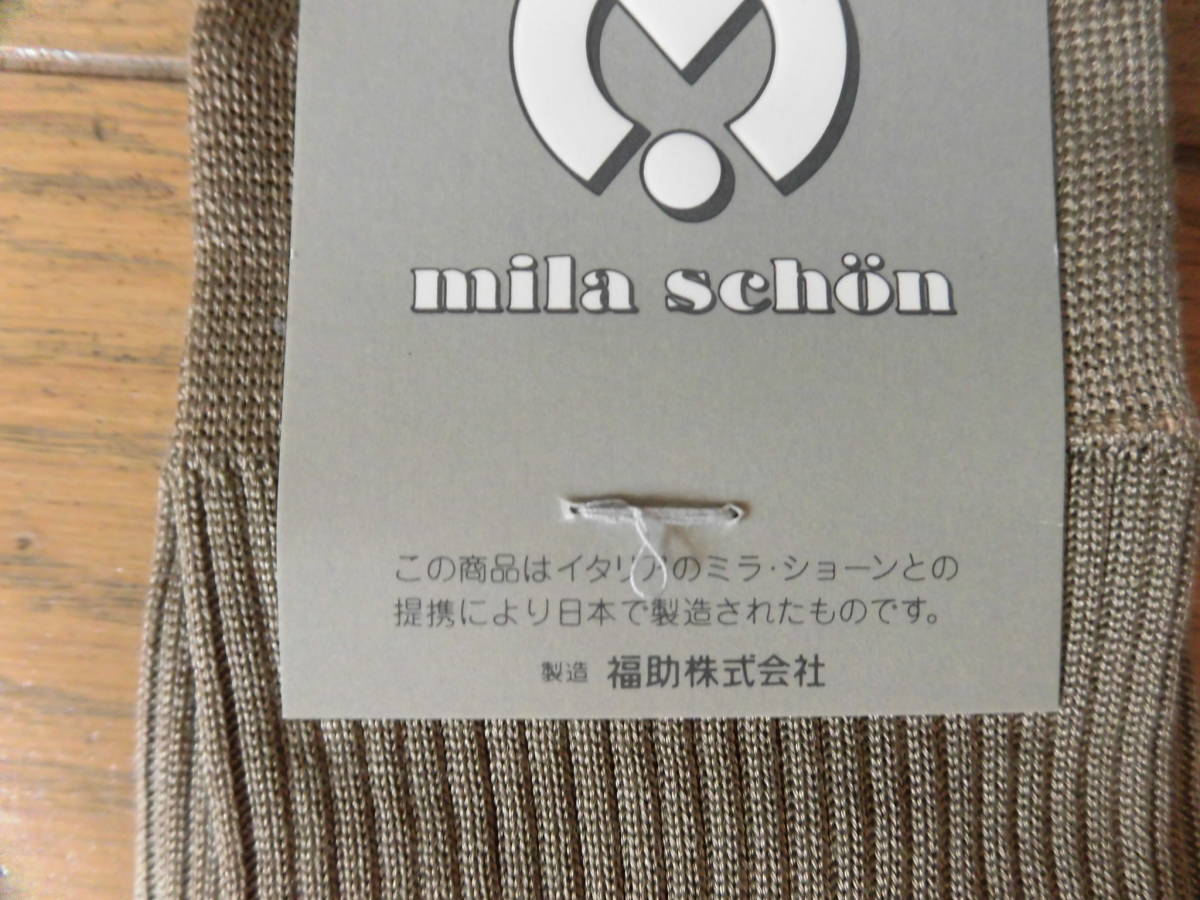 mila schön
この商品はイタリアのミラ・ショーンとの
提携により日本で製造されたものです。
製造 福助株式会社